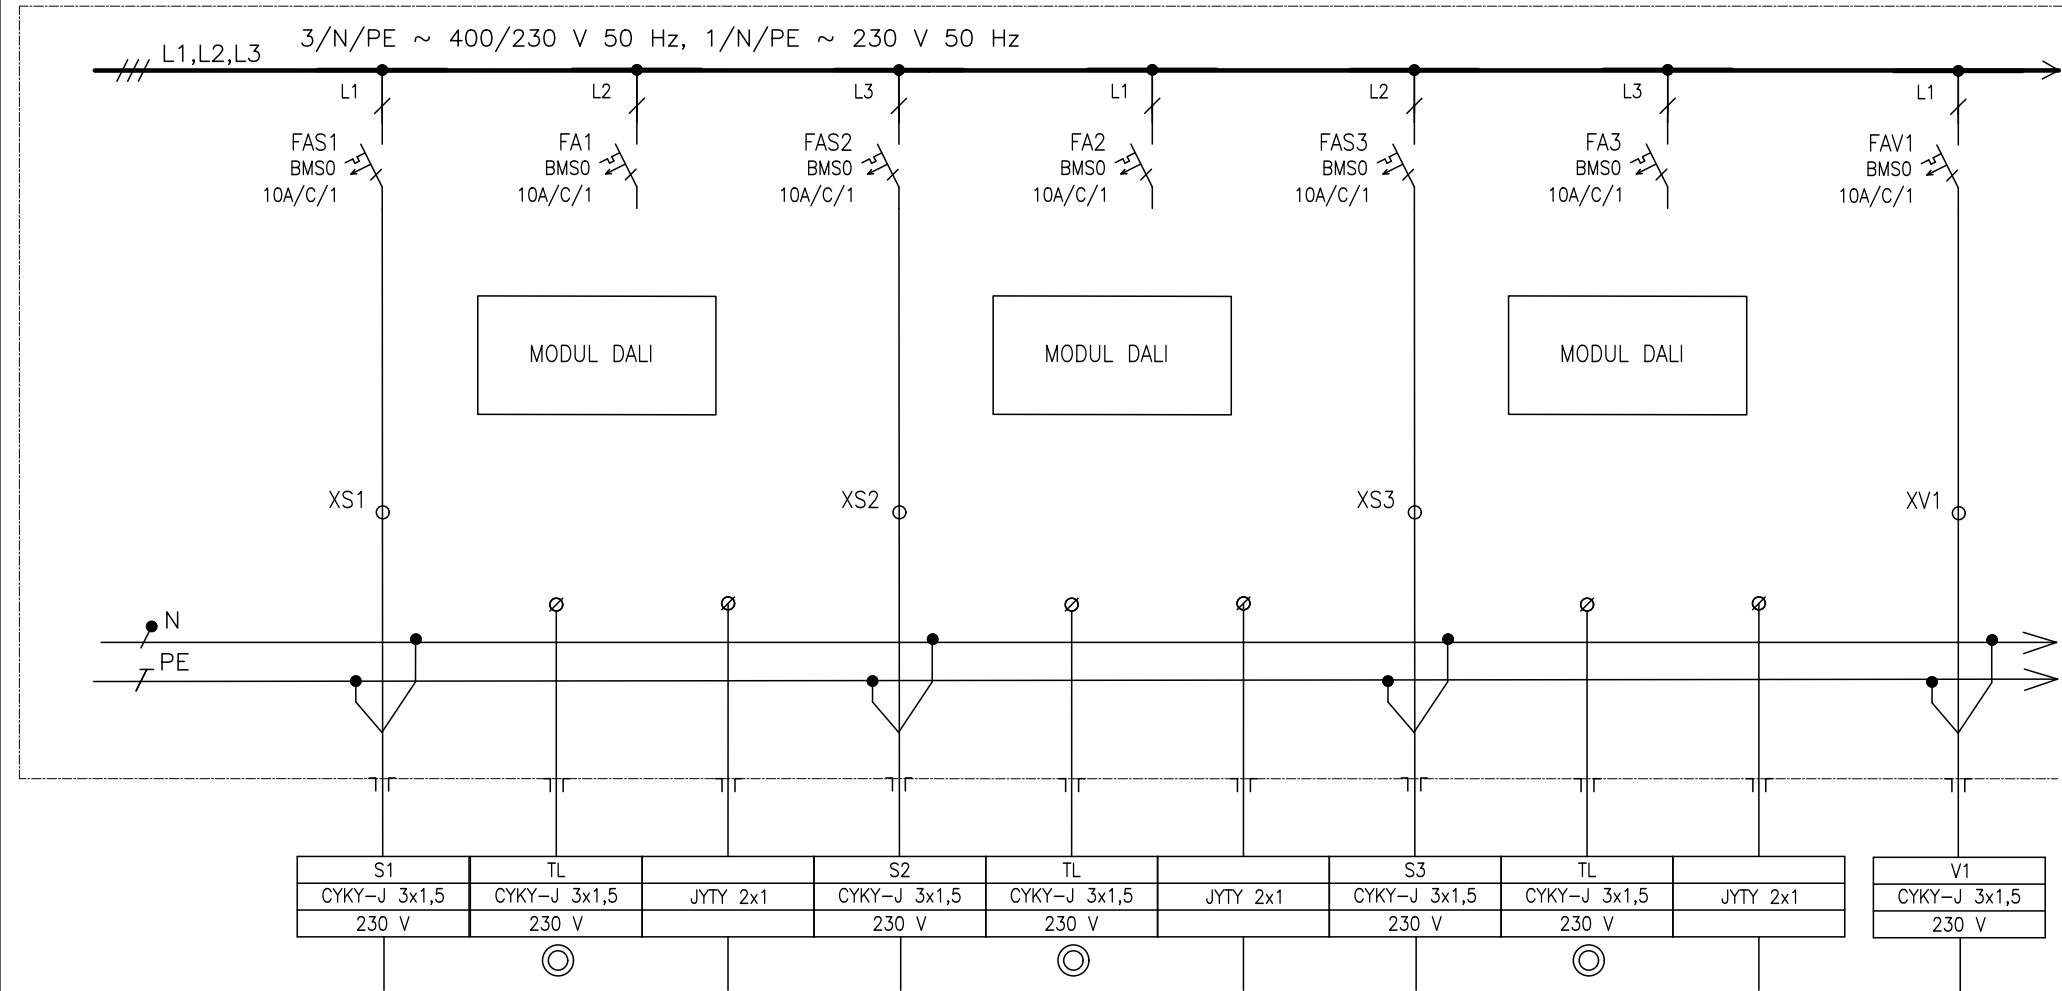 3/N/PE ~ 400/230 V 50 Hz, 1/N/PE ~ 230 V 50 Hz
L1,L2,L3
L1
L2
L3
L1
L2
L3
L1
FAS1
BMS0
10A/C/1
FA1
BMS0
10A/C/1
FAS2
BMS0
10A/C/1
FA2
BMS0
10A/C/1
FAS3
BMS0
10A/C/1
FA3
BMS0
10A/C/1
FAV1
BMS0
10A/C/1
MODUL DALI
MODUL DALI
MODUL DALI
XS1
XS2
XS3
XV1
N
PE
S1
CYKY-J 3x1,5
230 V
TL
CYKY-J 3x1,5
230 V
JYTY 2x1
S2
CYKY-J 3x1,5
230 V
TL
CYKY-J 3x1,5
230 V
JYTY 2x1
S3
CYKY-J 3x1,5
230 V
TL
CYKY-J 3x1,5
230 V
JYTY 2x1
V1
CYKY-J 3x1,5
230 V